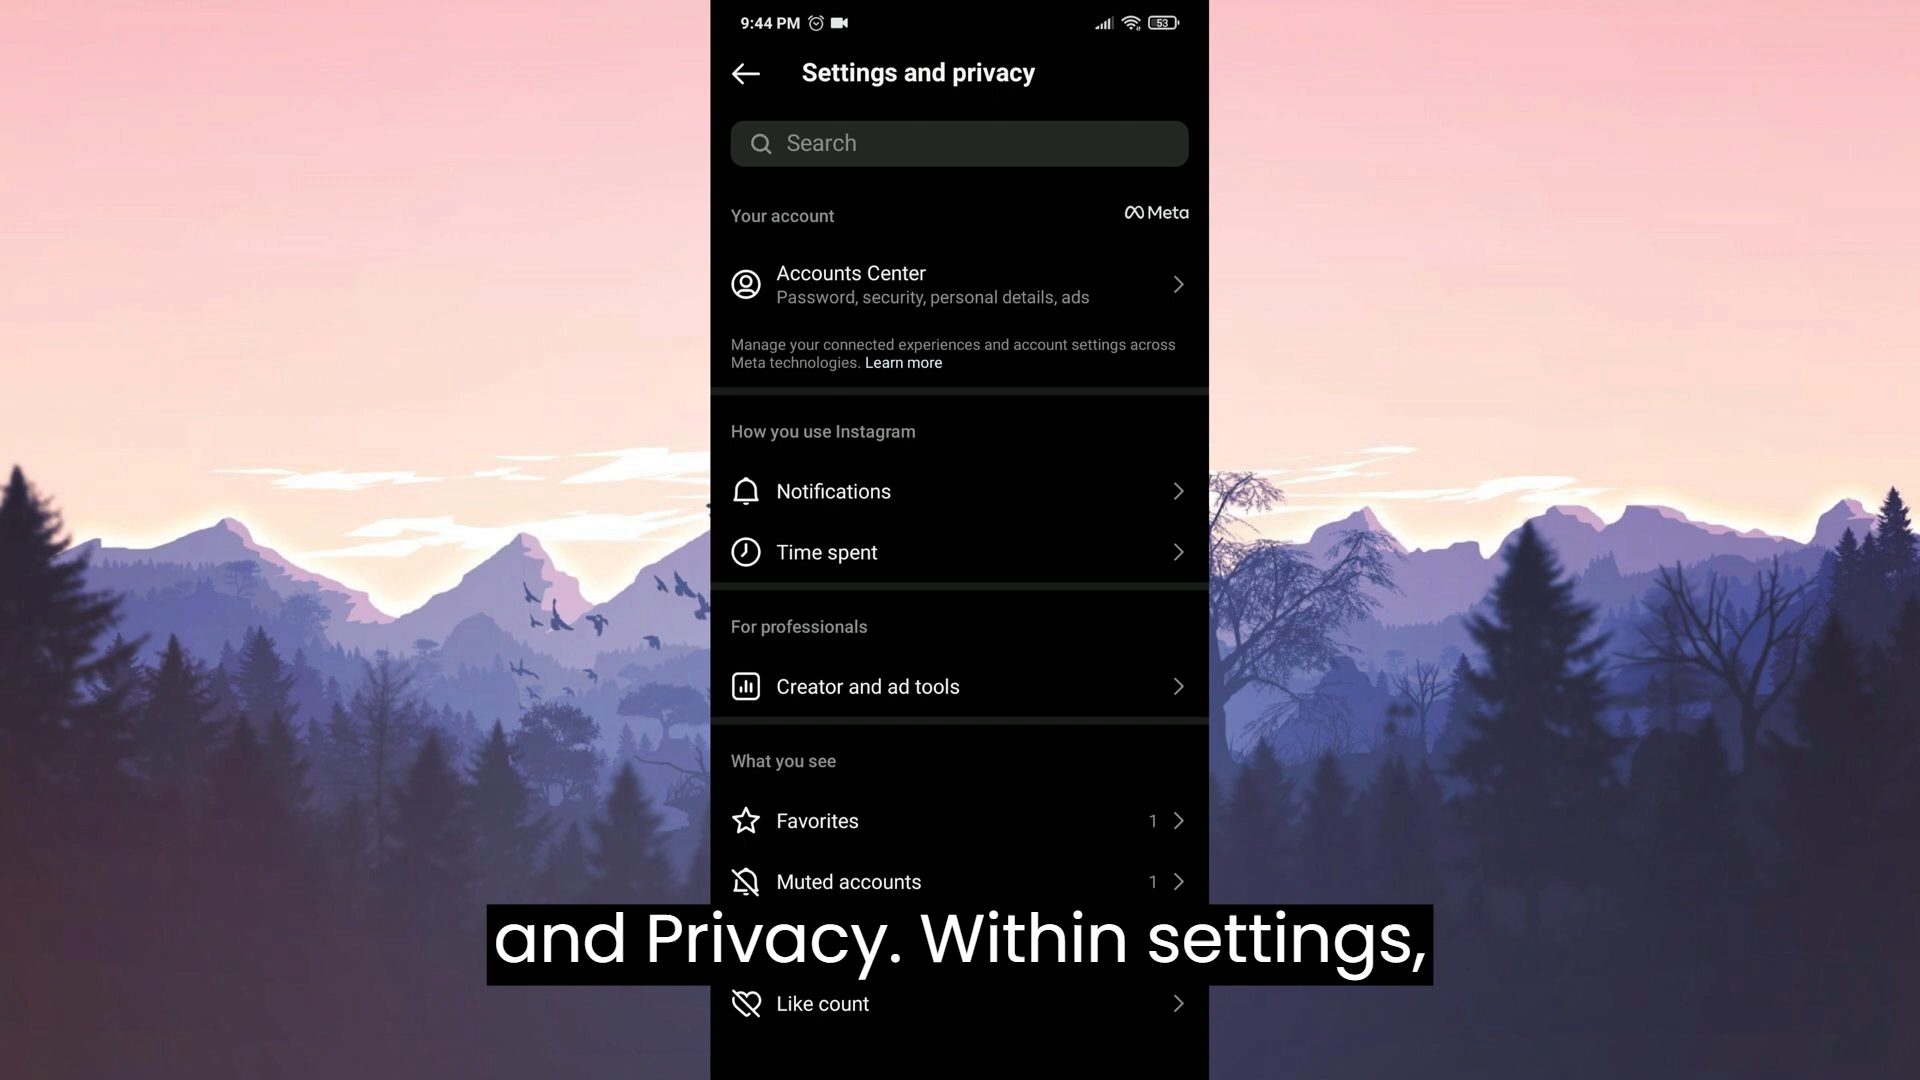 9:44 PM
53
Settings and privacy
Search
Your account
Meta
Accounts Center
Password, security, personal details, ads
Manage your connected experiences and account settings across
Meta technologies. Learn more
How you use Instagram
Notifications
Time spent
For professionals
Creator and ad tools
What you see
Favorites 1
Muted accounts 1
and Privacy. Within settings,
Like count